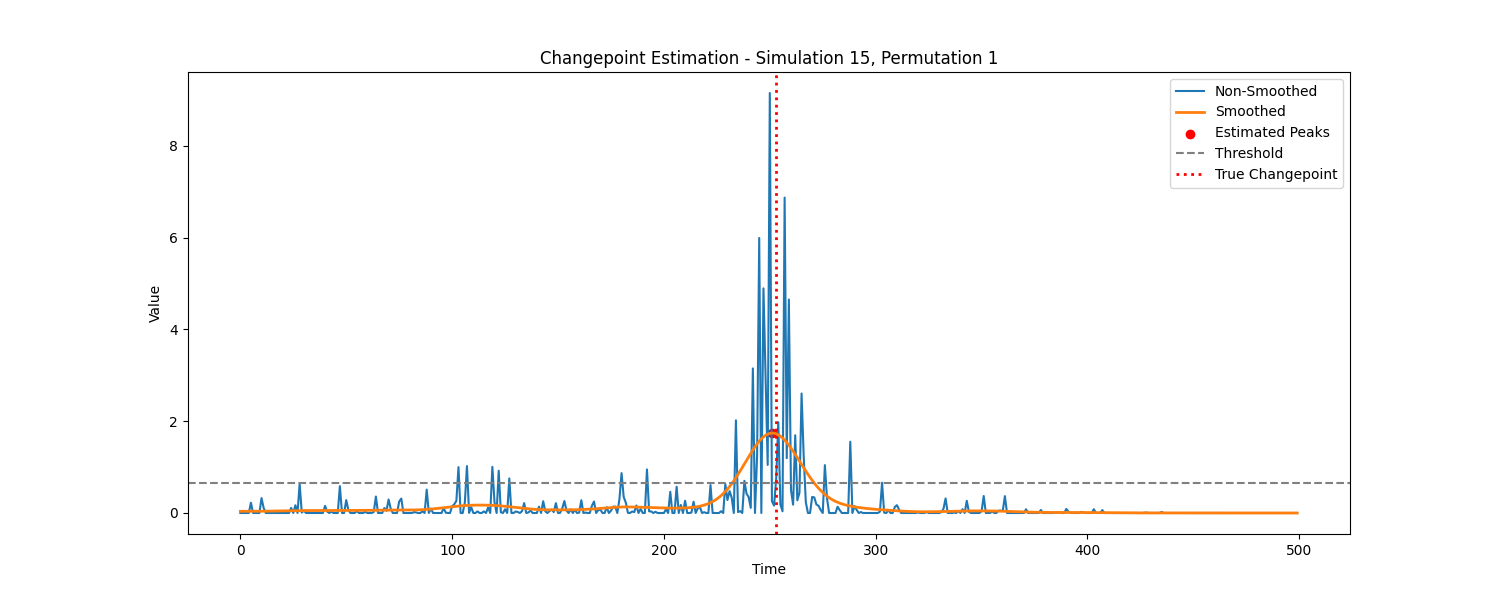 Changepoint Estimation - Simulation 15, Permutation 1
Non-Smoothed
Smoothed
Estimated Peaks
Threshold
True Changepoint
Value
8
6
4
2
0
0 100 200 300 400 500
Time